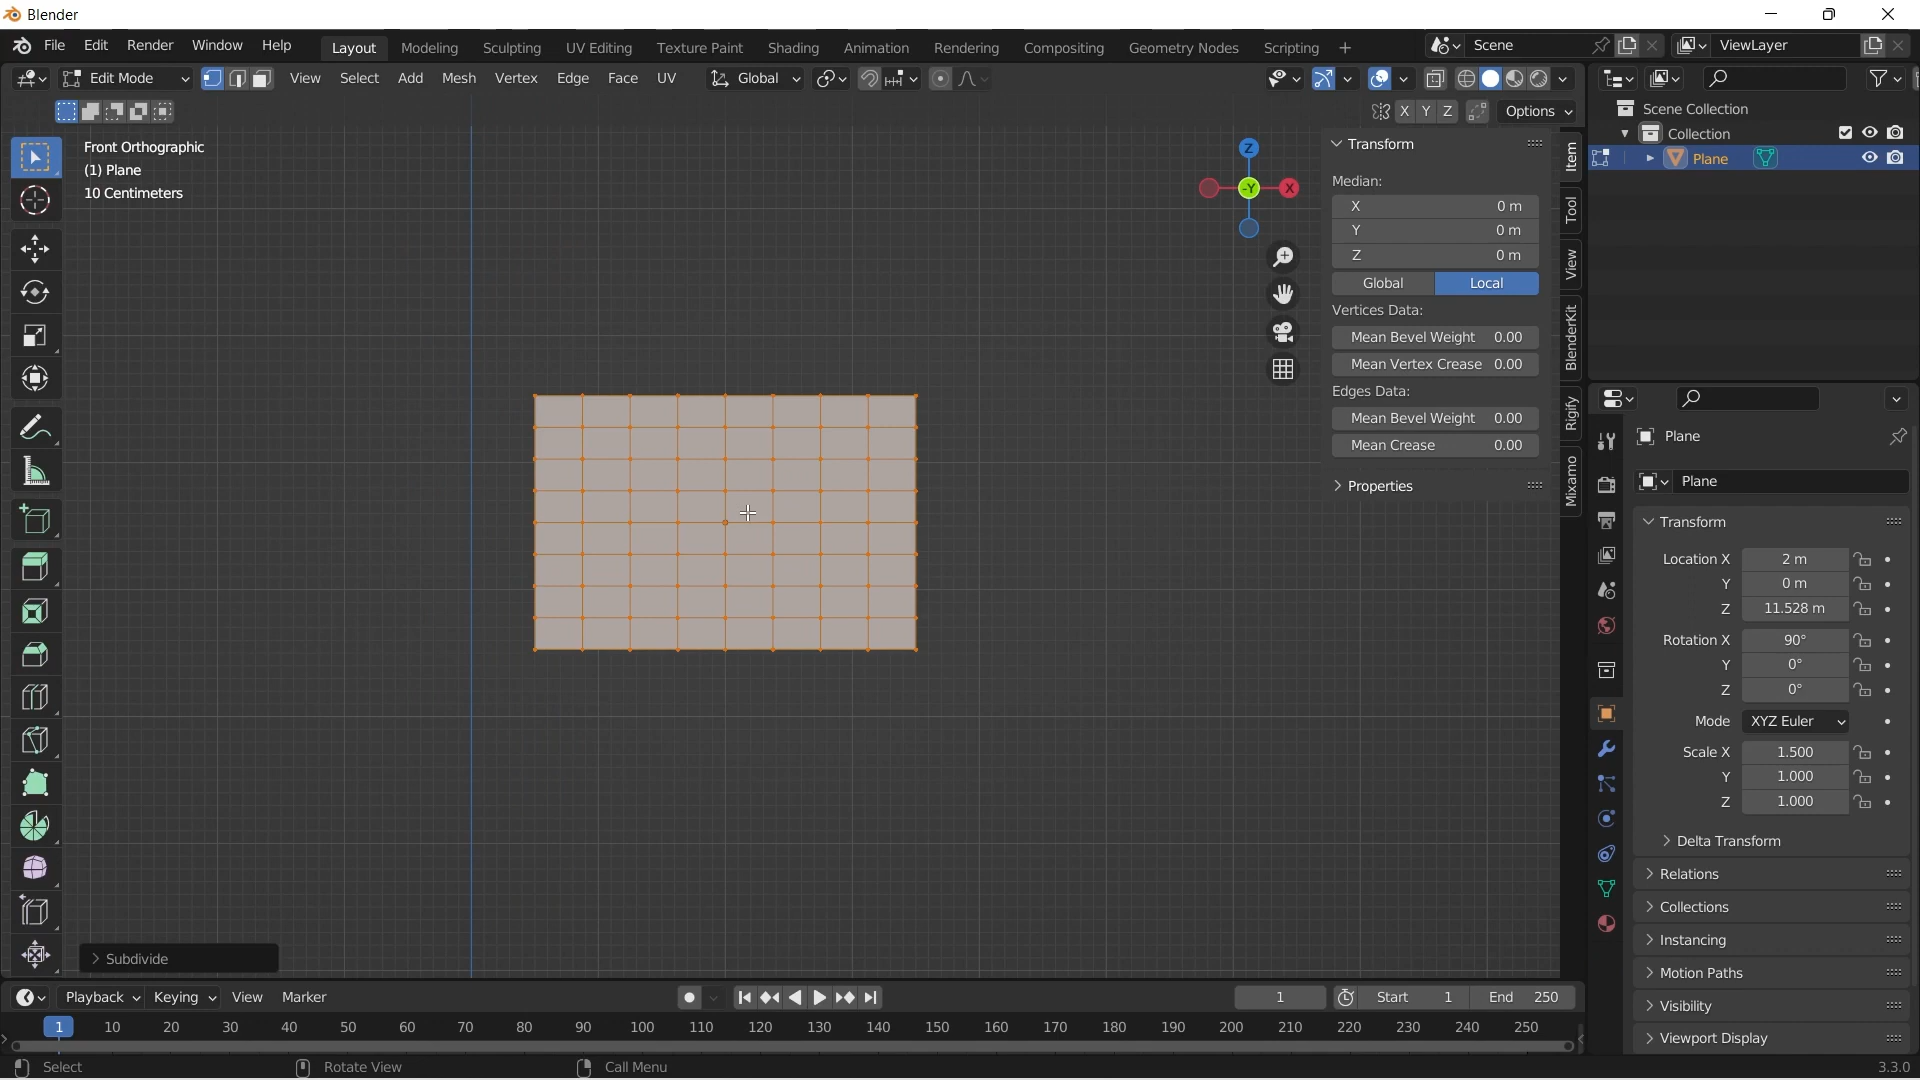 Blender
File Edit Render Window Help Layout Modeling Sculpting UV Editing Texture Paint Shading Animation Rendering Compositing Geometry Nodes Scripting + Scene ViewLayer
Edit Mode View Select Add Mesh Vertex Edge Face UV Global
X Y Z Options
Front Orthographic
(1) Plane
10 Centimeters
Z
-Y X
Transform
Median:
X 0 m
Y 0 m
Z 0 m
Global Local
Vertices Data:
Mean Bevel Weight 0.00
Mean Vertex Crease 0.00
Edges Data:
Mean Bevel Weight 0.00
Mean Crease 0.00
Properties
Item
Tool
View
BlenderKit
Rigify
Mixamo
Scene Collection
Collection
Plane
Plane
Plane
Transform
Location X 2 m
Y 0 m
Z 11.528 m
Rotation X 90°
Y 0°
Z 0°
Mode XYZ Euler
Scale X 1.500
Y 1.000
Z 1.000
Delta Transform
Relations
Collections
Instancing
Motion Paths
Visibility
Viewport Display
Subdivide
Playback Keying View Marker 1 Start 1 End 250
1 10 20 30 40 50 60 70 80 90 100 110 120 130 140 150 160 170 180 190 200 210 220 230 240 250
Select Rotate View Call Menu 3.3.0